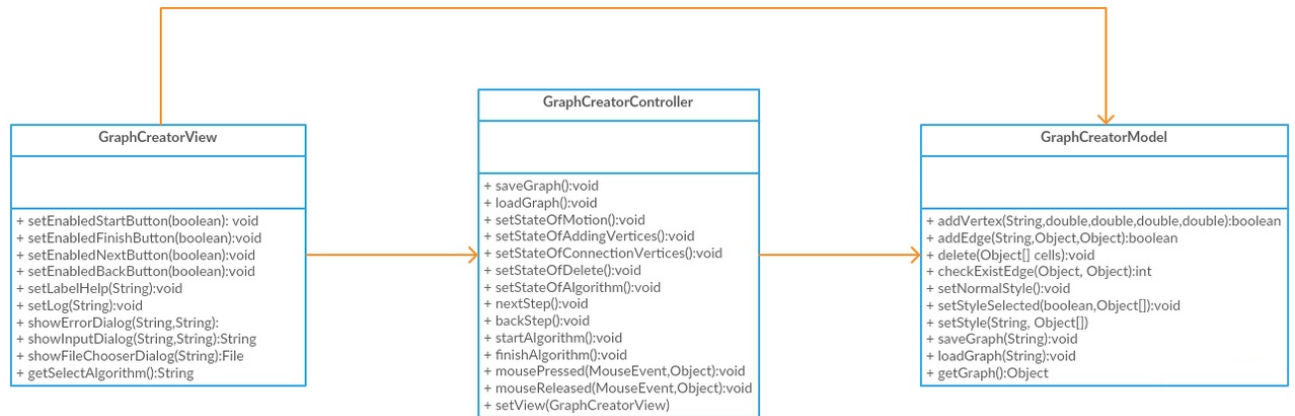 GraphCreatorView
+ setEnabledStartButton(boolean): void
+ setEnabledFinishButton(boolean):void
+ setEnabledNextButton(boolean):void
+ setEnabledBackButton(boolean):void
+ setLabelHelp(String):void
+ setLog(String):void
+ showErrorDialog(String,String):
+ showInputDialog(String,String):String
+ showFileChooserDialog(String):File
+ getSelectAlgorithm():String
GraphCreatorController
+ saveGraph():void
+ loadGraph():void
+ setStateOfMotion():void
+ setStateOfAddingVertices():void
+ setStateOfConnectionVertices():void
+ setStateOfDelete():void
+ setStateOfAlgorithm():void
+ nextStep():void
+ backStep():void
+ startAlgorithm():void
+ finishAlgorithm():void
+ mousePressed(MouseEvent,Object):void
+ mouseReleased(MouseEvent,Object):void
+ setView(GraphCreatorView)
GraphCreatorModel
+ addVertex(String,double,double,double,double):boolean
+ addEdge(String,Object,Object):boolean
+ delete(Object[] cells):void
+ checkExistEdge(Object, Object):int
+ setNormalStyle():void
+ setStyleSelected(boolean,Object[]):void
+ setStyle(String, Object[])
+ saveGraph(String):void
+ loadGraph(String):void
+ getGraph():Object